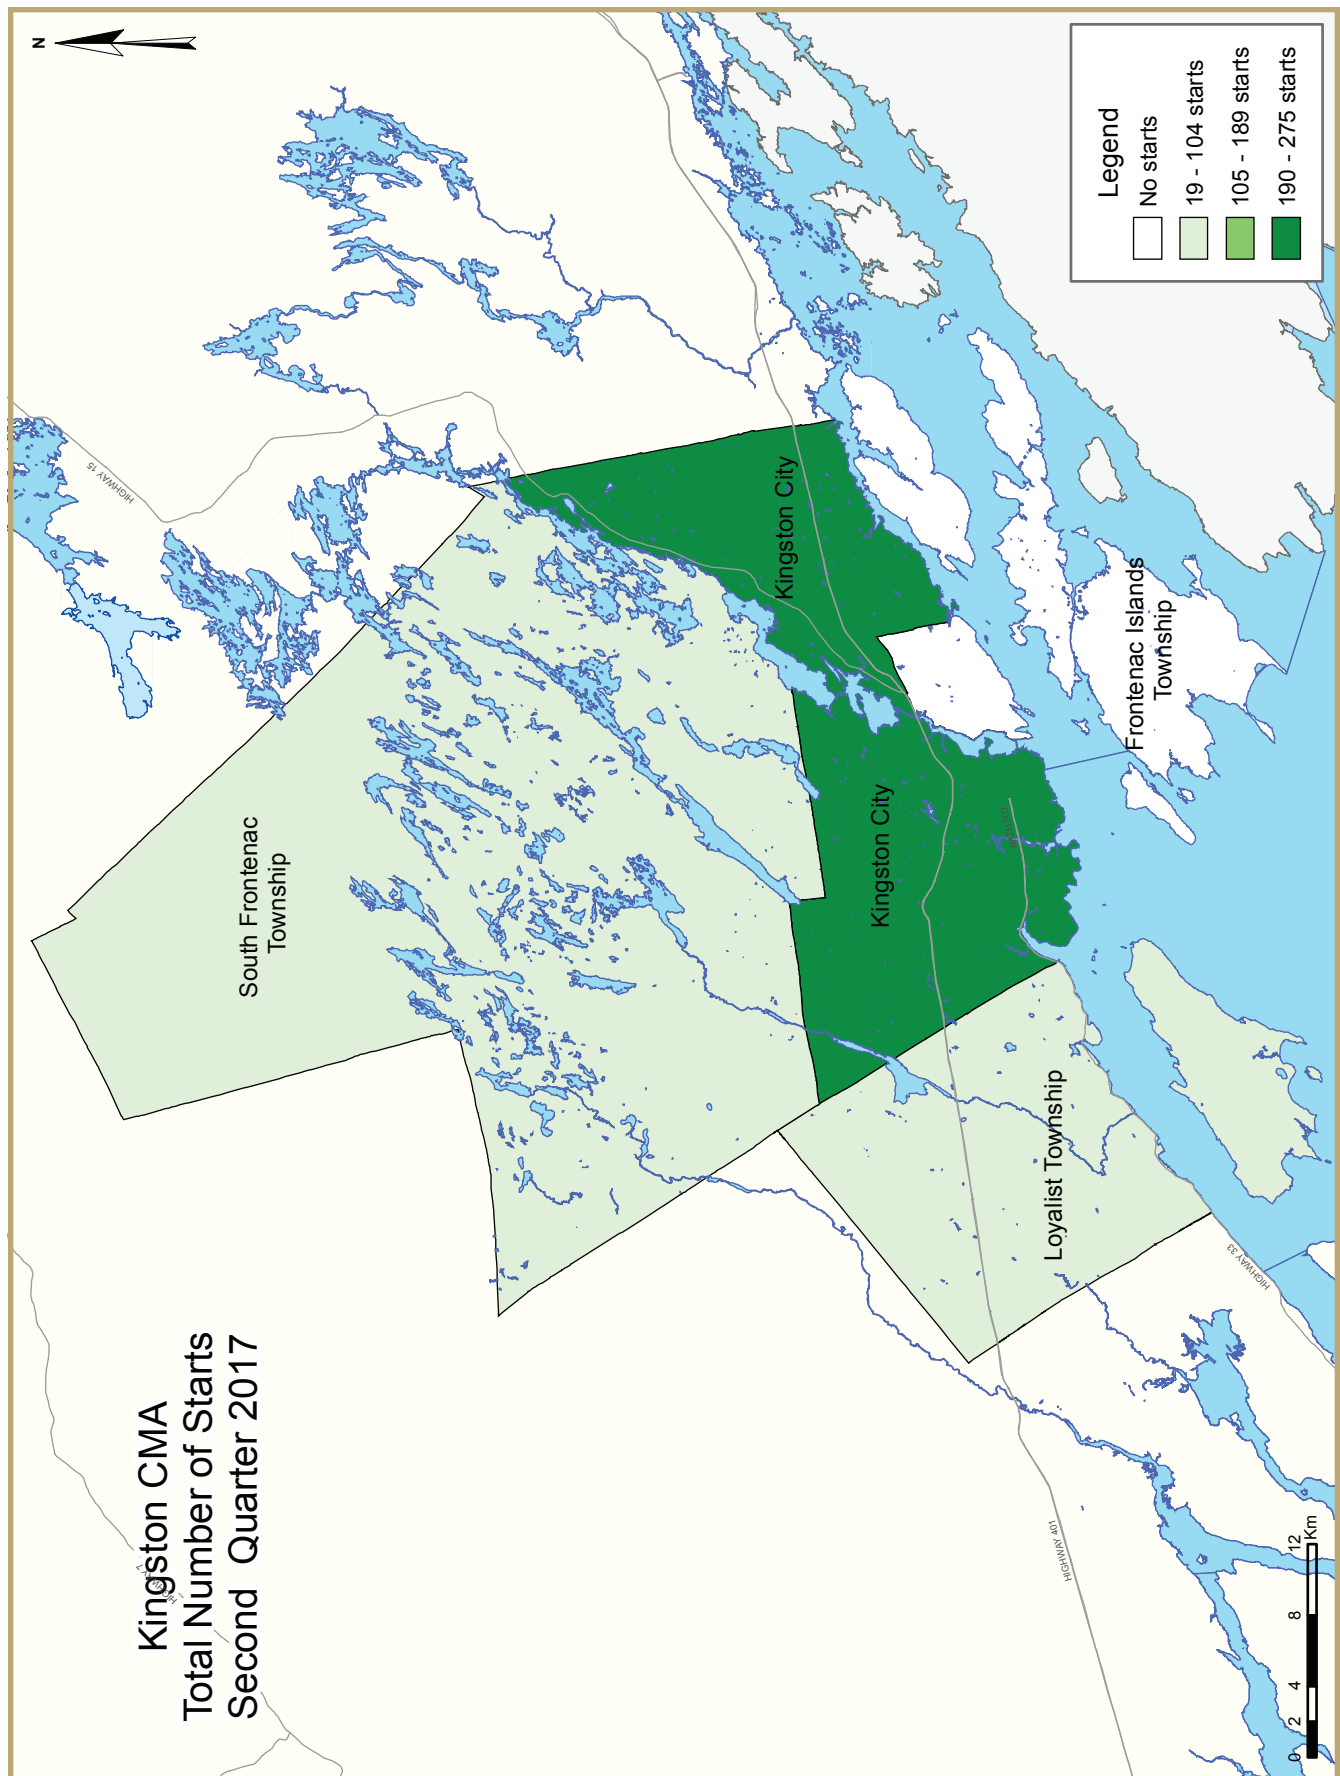 Kingston CMA
Total Number of Starts
Second Quarter 2017
N
HIGHWAY 7
HIGHWAY 15
South Frontenac
Township
Kingston City
Kingston City
Loyalist Township
Frontenac Islands
Township
HIGHWAY 401
HIGHWAY 33
0 2 4 8 12
Km
Legend
No starts
19 - 104 starts
105 - 189 starts
190 - 275 starts